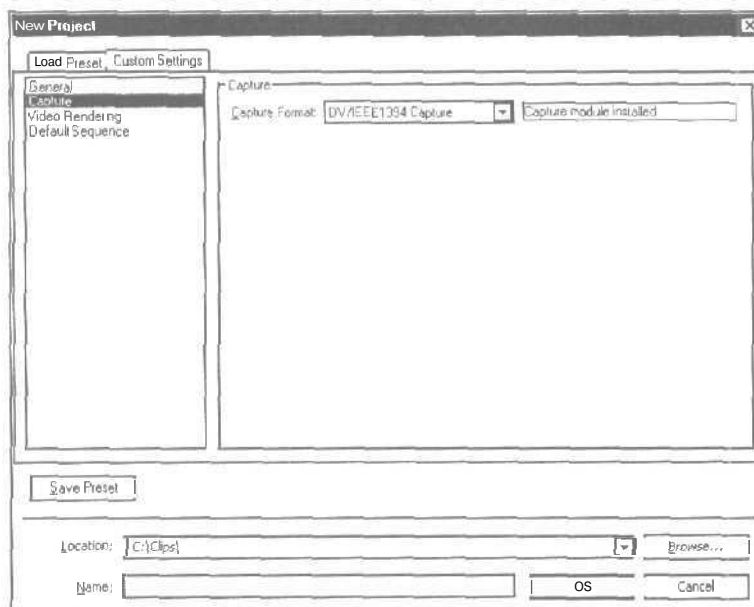 New Project
Load Preset Custom Settings
General
Capture
Video Rendering
Default Sequence
Capture
Capture Format: DV/IEEE1394 Capture
Capture module installed
Save Preset
Location: C:\Clips\
Browse...
Name:
OS
Cancel